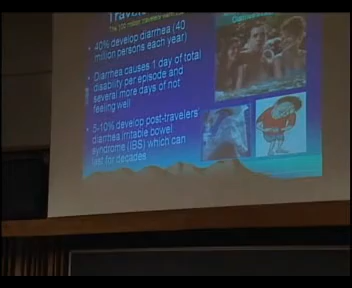 Travel
• 40% develop diarrhea (40
million persons each year)
• Diarrhea causes 1 day of total
disability per episode and
several more days of not
feeling well
• 5-10% develop post-travelers'
diarrhea irritable bowel
syndrome (IBS) which can
last for decades